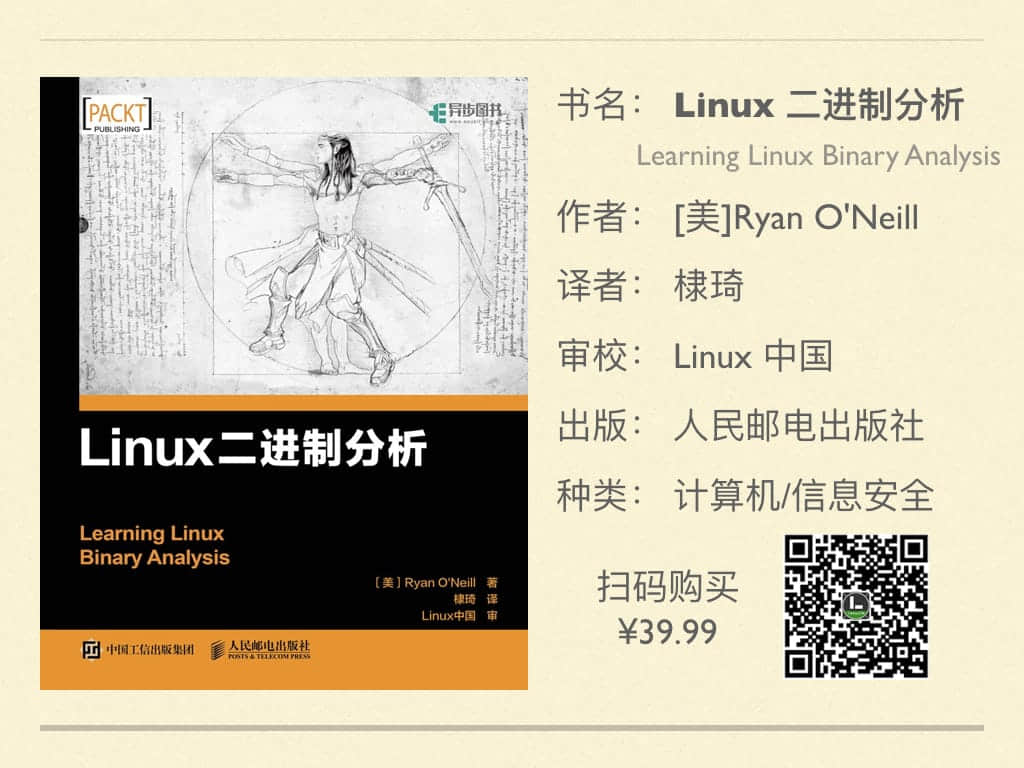 PACKT
PUBLISHING
异步图书
www.epubit.com
Linux二进制分析
Learning Linux
Binary Analysis
[美] Ryan O'Neill 著
棣琦 译
Linux中国 审
中国工信出版集团
人民邮电出版社
POSTS & TELECOM PRESS
书名： Linux 二进制分析
Learning Linux Binary Analysis
作者： [美]Ryan O'Neill
译者： 棣琦
审校： Linux 中国
出版： 人民邮电出版社
种类： 计算机/信息安全
扫码购买
¥39.99